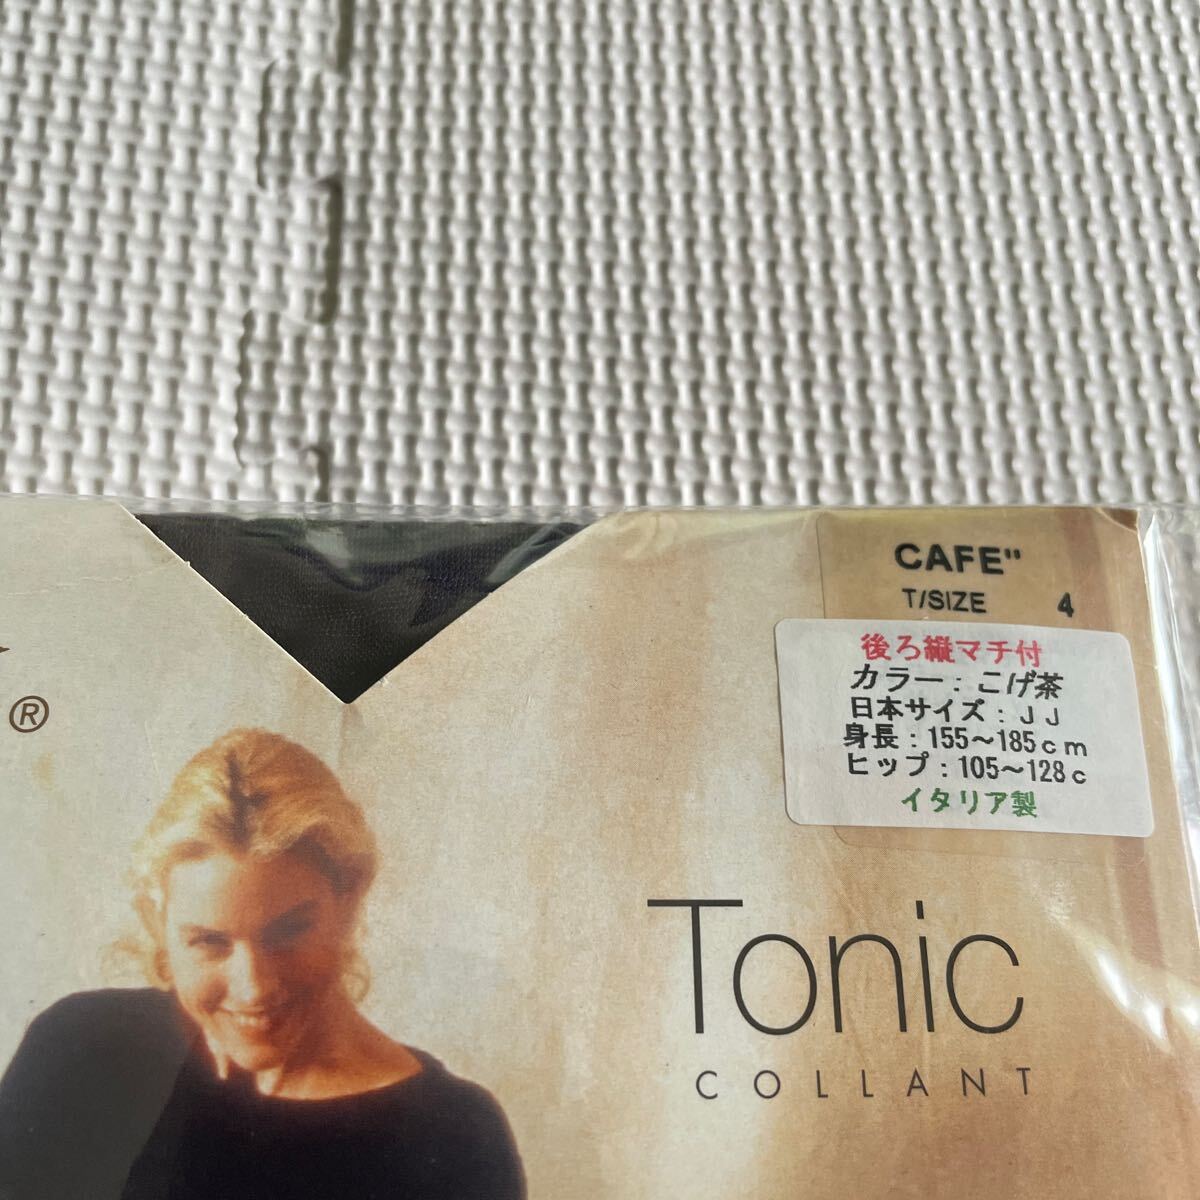 CAFE"
T/SIZE 4
後ろ縦マチ付
カラー：こげ茶
日本サイズ：ＪＪ
身長：155～185ｃｍ
ヒップ：105～128ｃ
イタリア製
®
Tonic
COLLANT